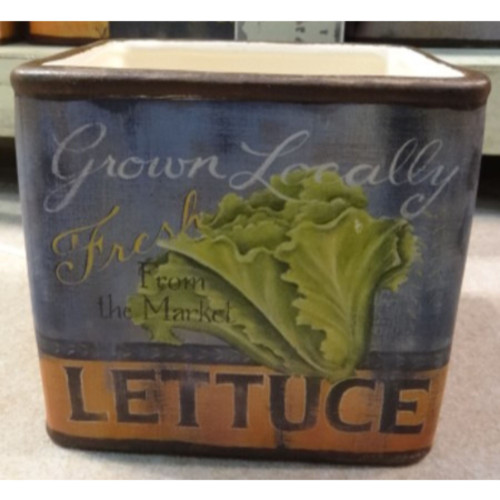 Grown Locally
Fresh
From
the Market
LETTUCE